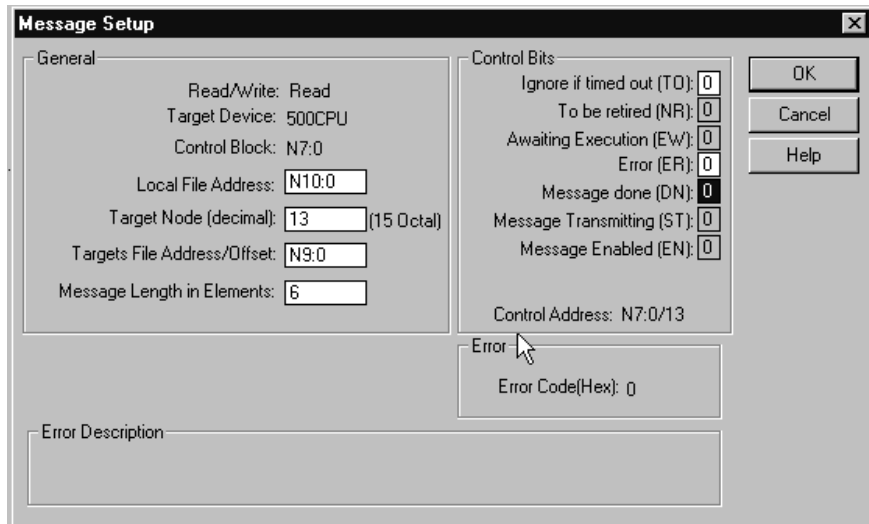 Message Setup
General
Read/Write: Read
Target Device: 500CPU
Control Block: N7:0
Local File Address: N10:0
Target Node (decimal): 13 (15 Octal)
Targets File Address/Offset: N9:0
Message Length in Elements: 6
Control Bits
Ignore if timed out (TO): 0
To be retired (NR): 0
Awaiting Execution (EW): 0
Error (ER): 0
Message done (DN): 0
Message Transmitting (ST): 0
Message Enabled (EN): 0
Control Address: N7:0/13
Error
Error Code(Hex): 0
Error Description
OK
Cancel
Help